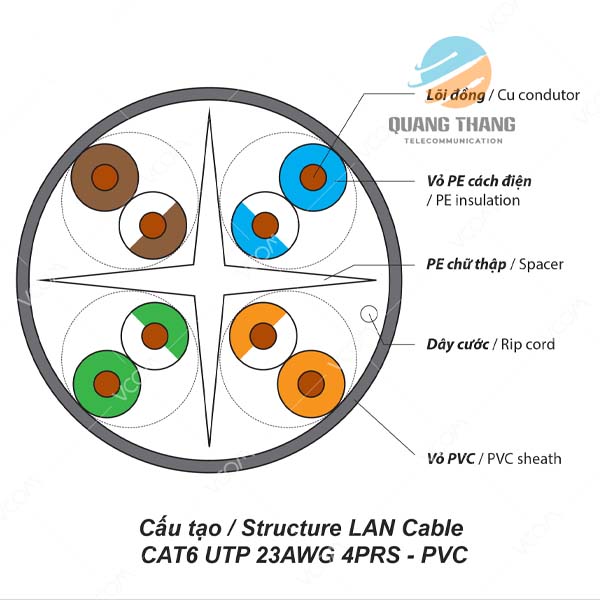 Lõi đồng / Cu condutor
QUANG THANG
TELECOMMUNICATION
Vỏ PE cách điện
/ PE insulation
PE chữ thập / Spacer
Dây cước / Rip cord
Vỏ PVC / PVC sheath
Cấu tạo / Structure LAN Cable
CAT6 UTP 23AWG 4PRS - PVC
VCOM